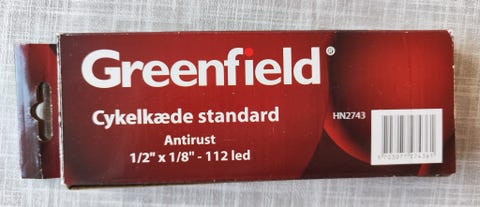 Greenfield®
Cykelkæde standard
Antirust
1/2" x 1/8" - 112 led
HN2743